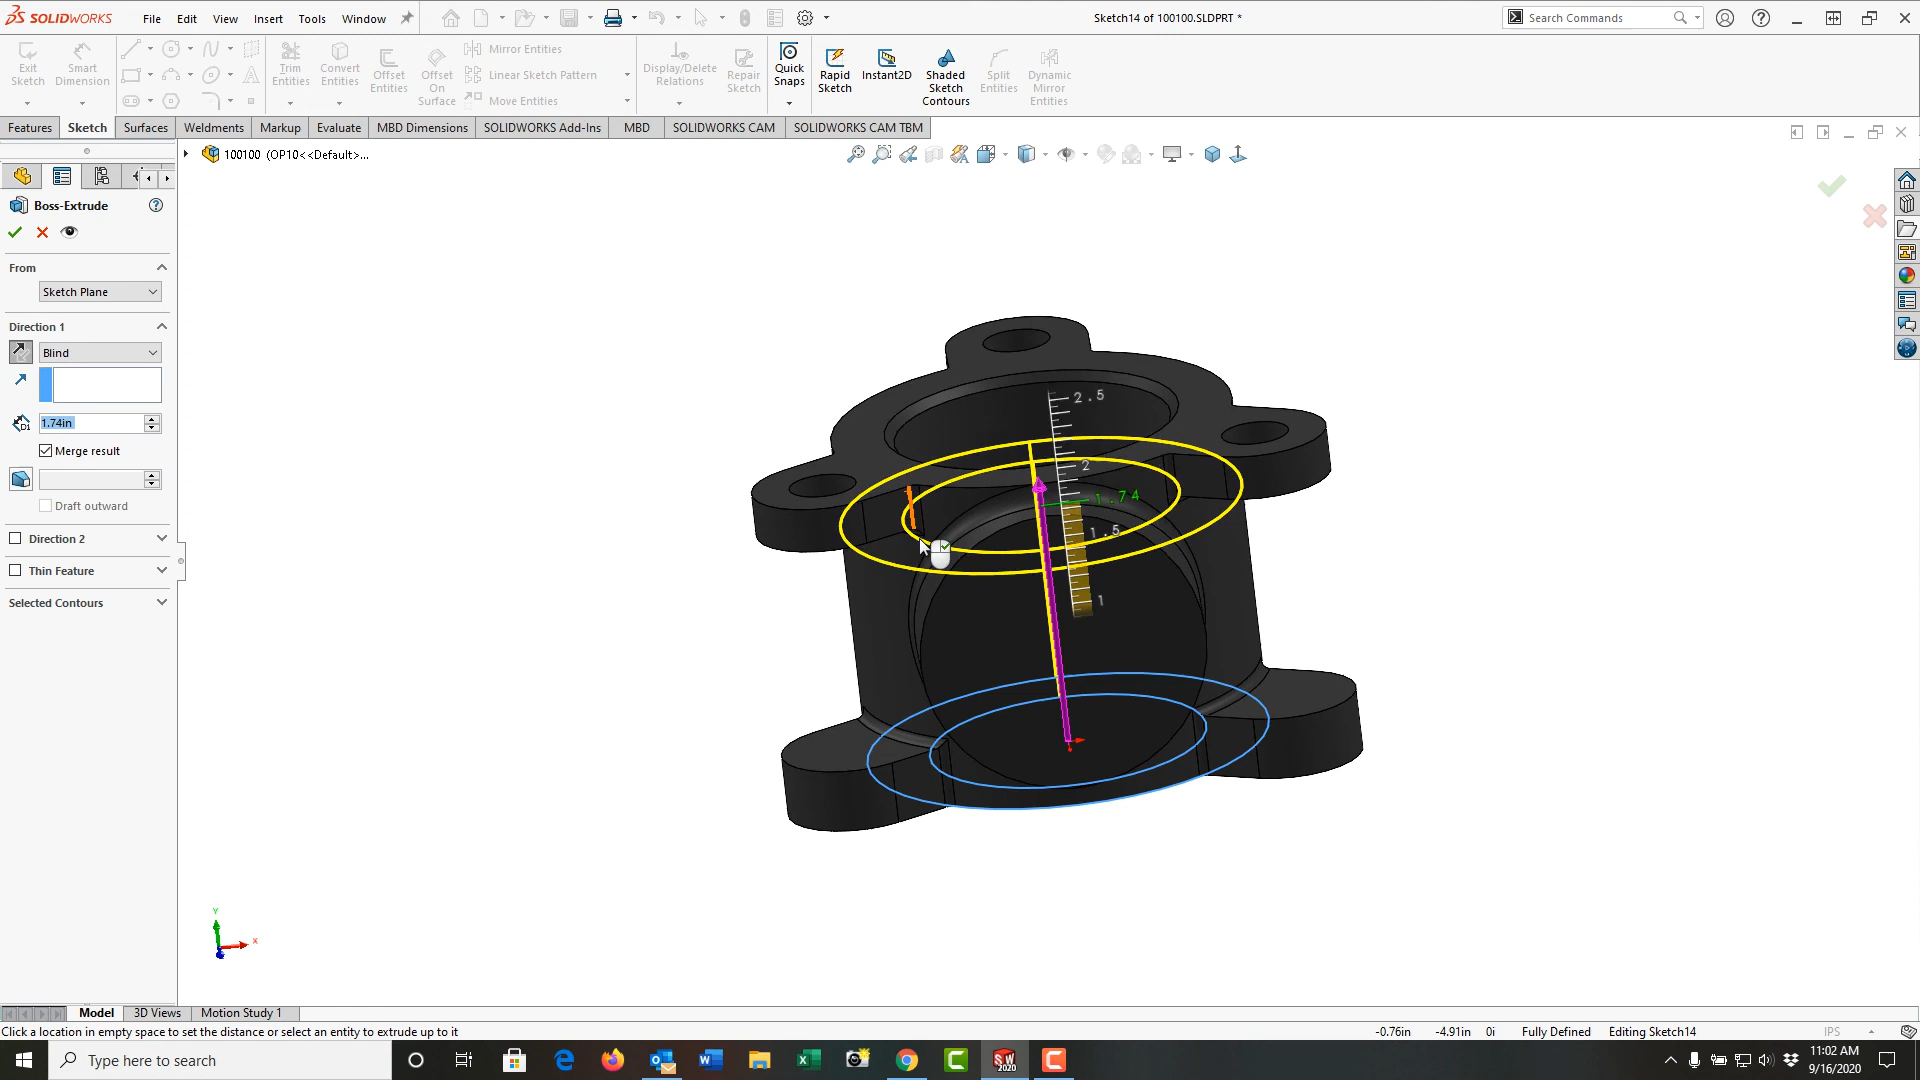 SOLIDWORKS File Edit View Insert Tools Window Sketch14 of 100100.SLDPRT * Search Commands
Exit Sketch
Smart Dimension
Trim Entities
Convert Entities
Offset Entities
Offset On Surface
Mirror Entities
Linear Sketch Pattern
Move Entities
Display/Delete Relations
Repair Sketch
Quick Snaps
Rapid Sketch
Instant2D
Shaded Sketch Contours
Split Entities
Dynamic Mirror Entities
Features Sketch Surfaces Weldments Markup Evaluate MBD Dimensions SOLIDWORKS Add-Ins MBD SOLIDWORKS CAM SOLIDWORKS CAM TBM
100100 (OP10<<Default>...
Boss-Extrude
From
Sketch Plane
Direction 1
Blind
D1 1.74in
Merge result
Draft outward
Direction 2
Thin Feature
Selected Contours
2.5
2
1.74
1.5
1
Y
X
Model 3D Views Motion Study 1
Click a location in empty space to set the distance or select an entity to extrude up to it -0.76in -4.91in 0in Fully Defined Editing Sketch14 IPS
Type here to search
SW 2020
11:02 AM
9/16/2020